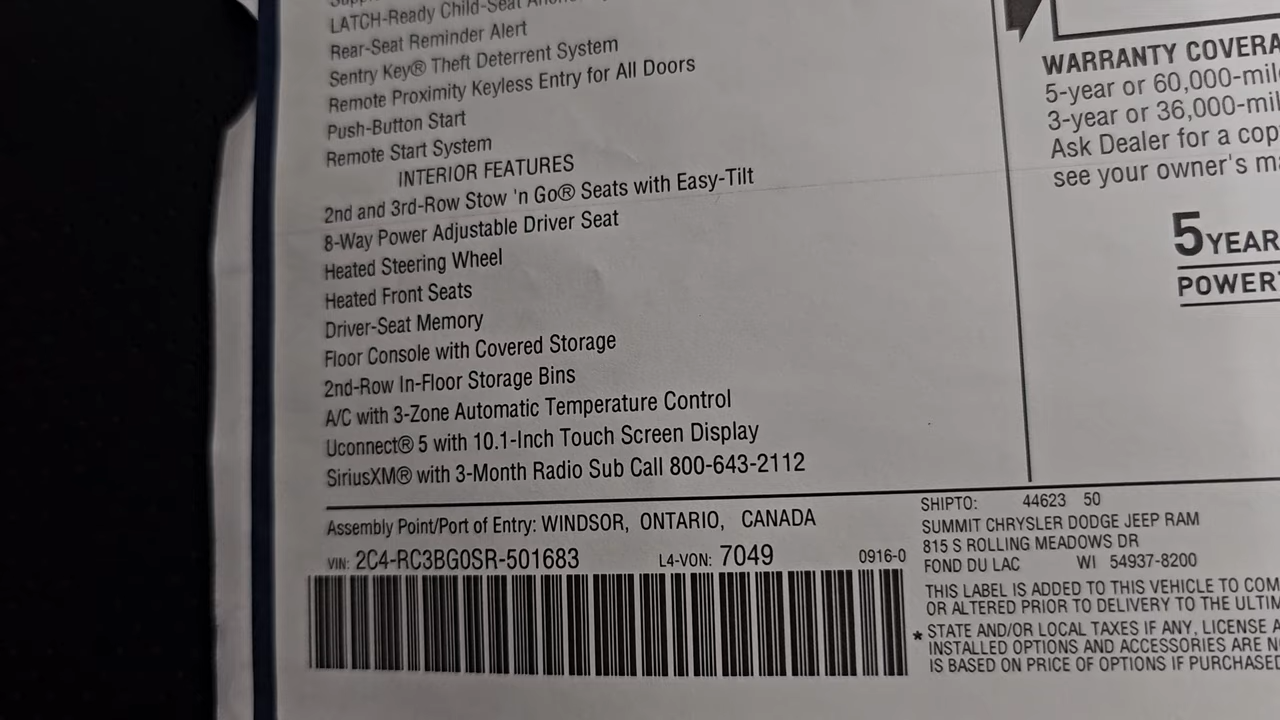 LATCH-Ready Child-Seat
Rear-Seat Reminder Alert
Sentry Key® Theft Deterrent System
Remote Proximity Keyless Entry for All Doors
Push-Button Start
Remote Start System
INTERIOR FEATURES
2nd and 3rd-Row Stow 'n Go® Seats with Easy-Tilt
8-Way Power Adjustable Driver Seat
Heated Steering Wheel
Heated Front Seats
Driver-Seat Memory
Floor Console with Covered Storage
2nd-Row In-Floor Storage Bins
A/C with 3-Zone Automatic Temperature Control
Uconnect® 5 with 10.1-Inch Touch Screen Display
SiriusXM® with 3-Month Radio Sub Call 800-643-2112
Assembly Point/Port of Entry: WINDSOR, ONTARIO, CANADA
VIN: 2C4-RC3BG0SR-501683 L4-VON: 7049 0916-0
WARRANTY COVERA
5-year or 60,000-mil
3-year or 36,000-mil
Ask Dealer for a cop
see your owner's m
5 YEAR
POWER
SHIPTO: 44623 50
SUMMIT CHRYSLER DODGE JEEP RAM
815 S ROLLING MEADOWS DR
FOND DU LAC WI 54937-8200
THIS LABEL IS ADDED TO THIS VEHICLE TO COM
OR ALTERED PRIOR TO DELIVERY TO THE ULTIM
* STATE AND/OR LOCAL TAXES IF ANY, LICENSE A
INSTALLED OPTIONS AND ACCESSORIES ARE N
IS BASED ON PRICE OF OPTIONS IF PURCHASED